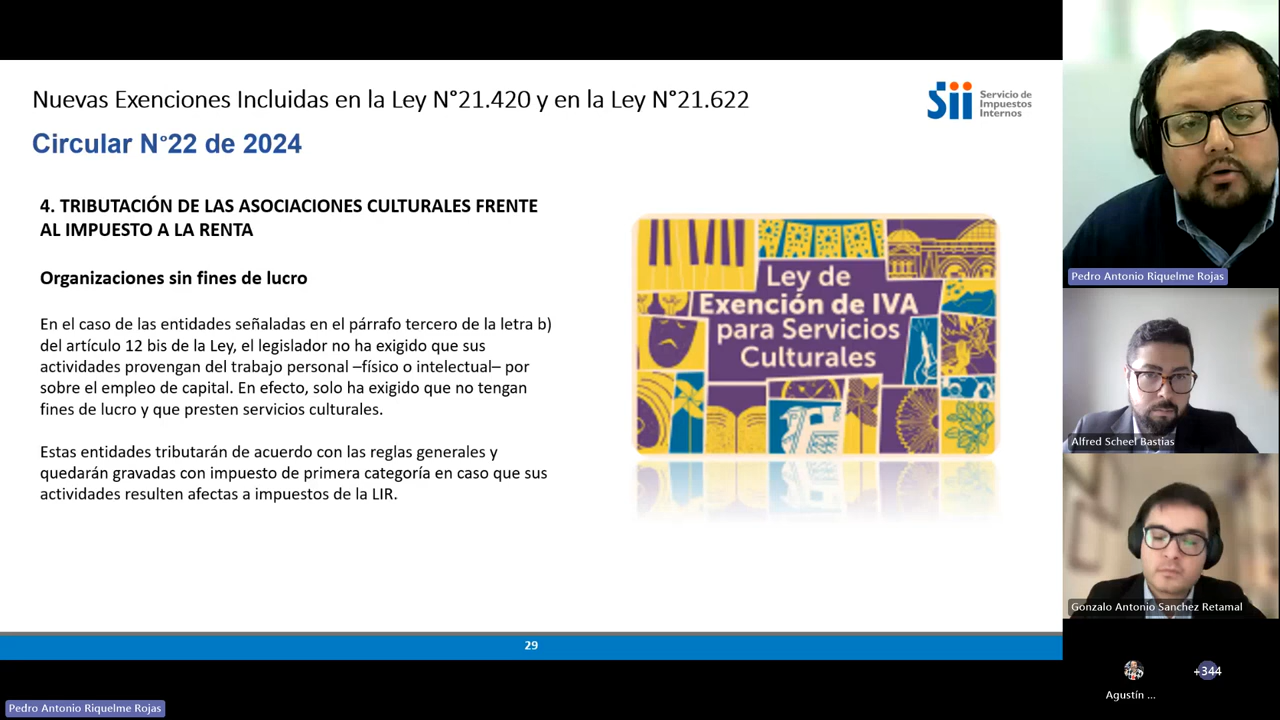 Nuevas Exenciones Incluidas en la Ley N°21.420 y en la Ley N°21.622
Sii Servicio de
Impuestos
Internos
Circular N°22 de 2024
4. TRIBUTACIÓN DE LAS ASOCIACIONES CULTURALES FRENTE
AL IMPUESTO A LA RENTA
Organizaciones sin fines de lucro
En el caso de las entidades señaladas en el párrafo tercero de la letra b)
del artículo 12 bis de la Ley, el legislador no ha exigido que sus
actividades provengan del trabajo personal –físico o intelectual– por
sobre el empleo de capital. En efecto, solo ha exigido que no tengan
fines de lucro y que presten servicios culturales.
Estas entidades tributarán de acuerdo con las reglas generales y
quedarán gravadas con impuesto de primera categoría en caso que sus
actividades resulten afectas a impuestos de la LIR.
Ley de
Exención de IVA
para Servicios
Culturales
29
Pedro Antonio Riquelme Rojas
Alfred Scheel Bastías
Gonzalo Antonio Sanchez Retamal
Agustín ...
+344
Pedro Antonio Riquelme Rojas